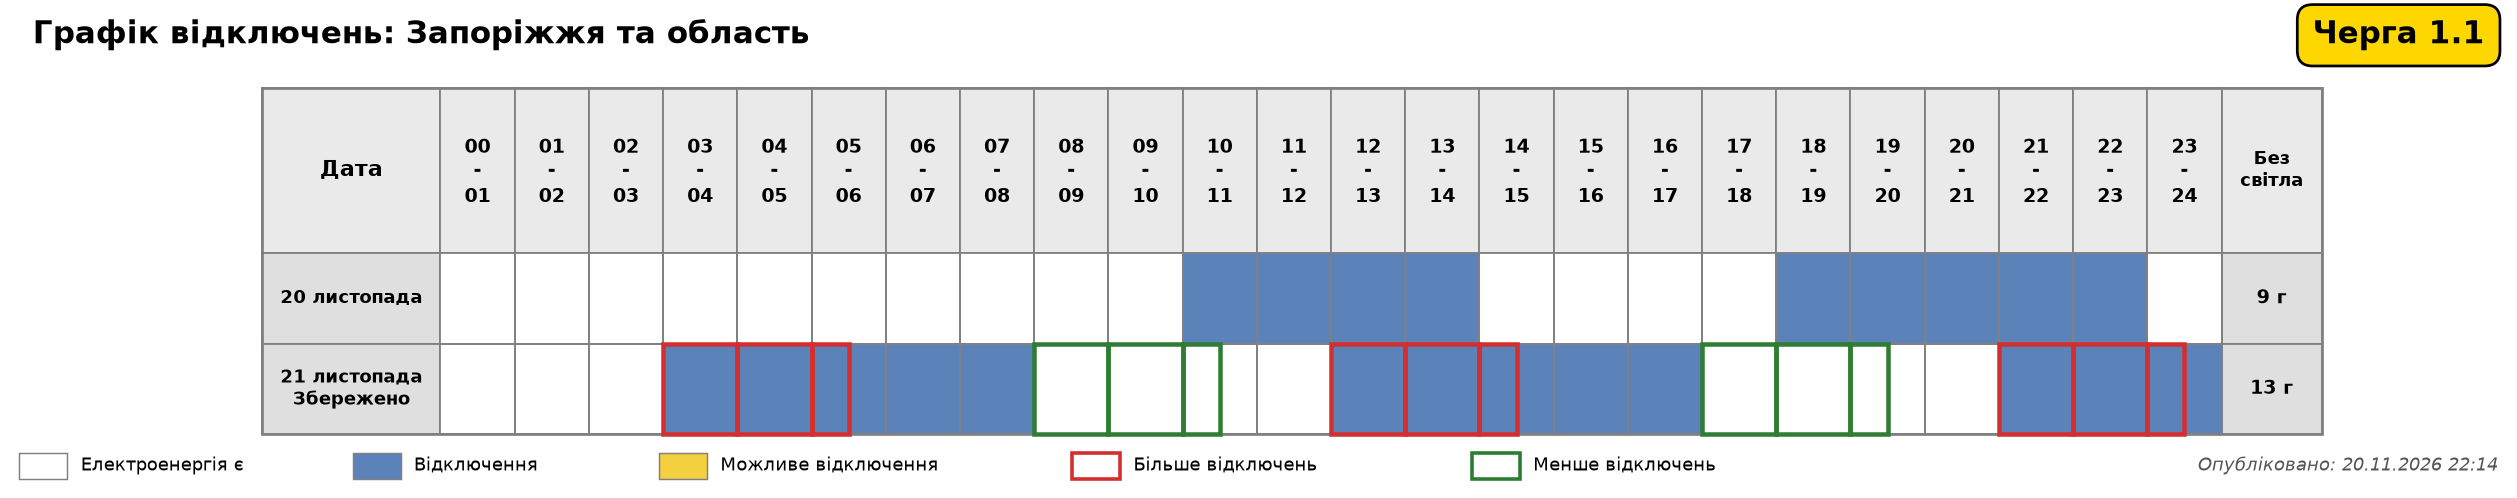 Графік відключень: Запоріжжя та область
Черга 1.1
Дата 00 - 01 01 - 02 02 - 03 03 - 04 04 - 05 05 - 06 06 - 07 07 - 08 08 - 09 09 - 10 10 - 11 11 - 12 12 - 13 13 - 14 14 - 15 15 - 16 16 - 17 17 - 18 18 - 19 19 - 20 20 - 21 21 - 22 22 - 23 23 - 24 Без світла
20 листопада 9 г
21 листопада
Збережено 13 г
Електроенергія є Відключення Можливе відключення Більше відключень Менше відключень
Опубліковано: 20.11.2026 22:14